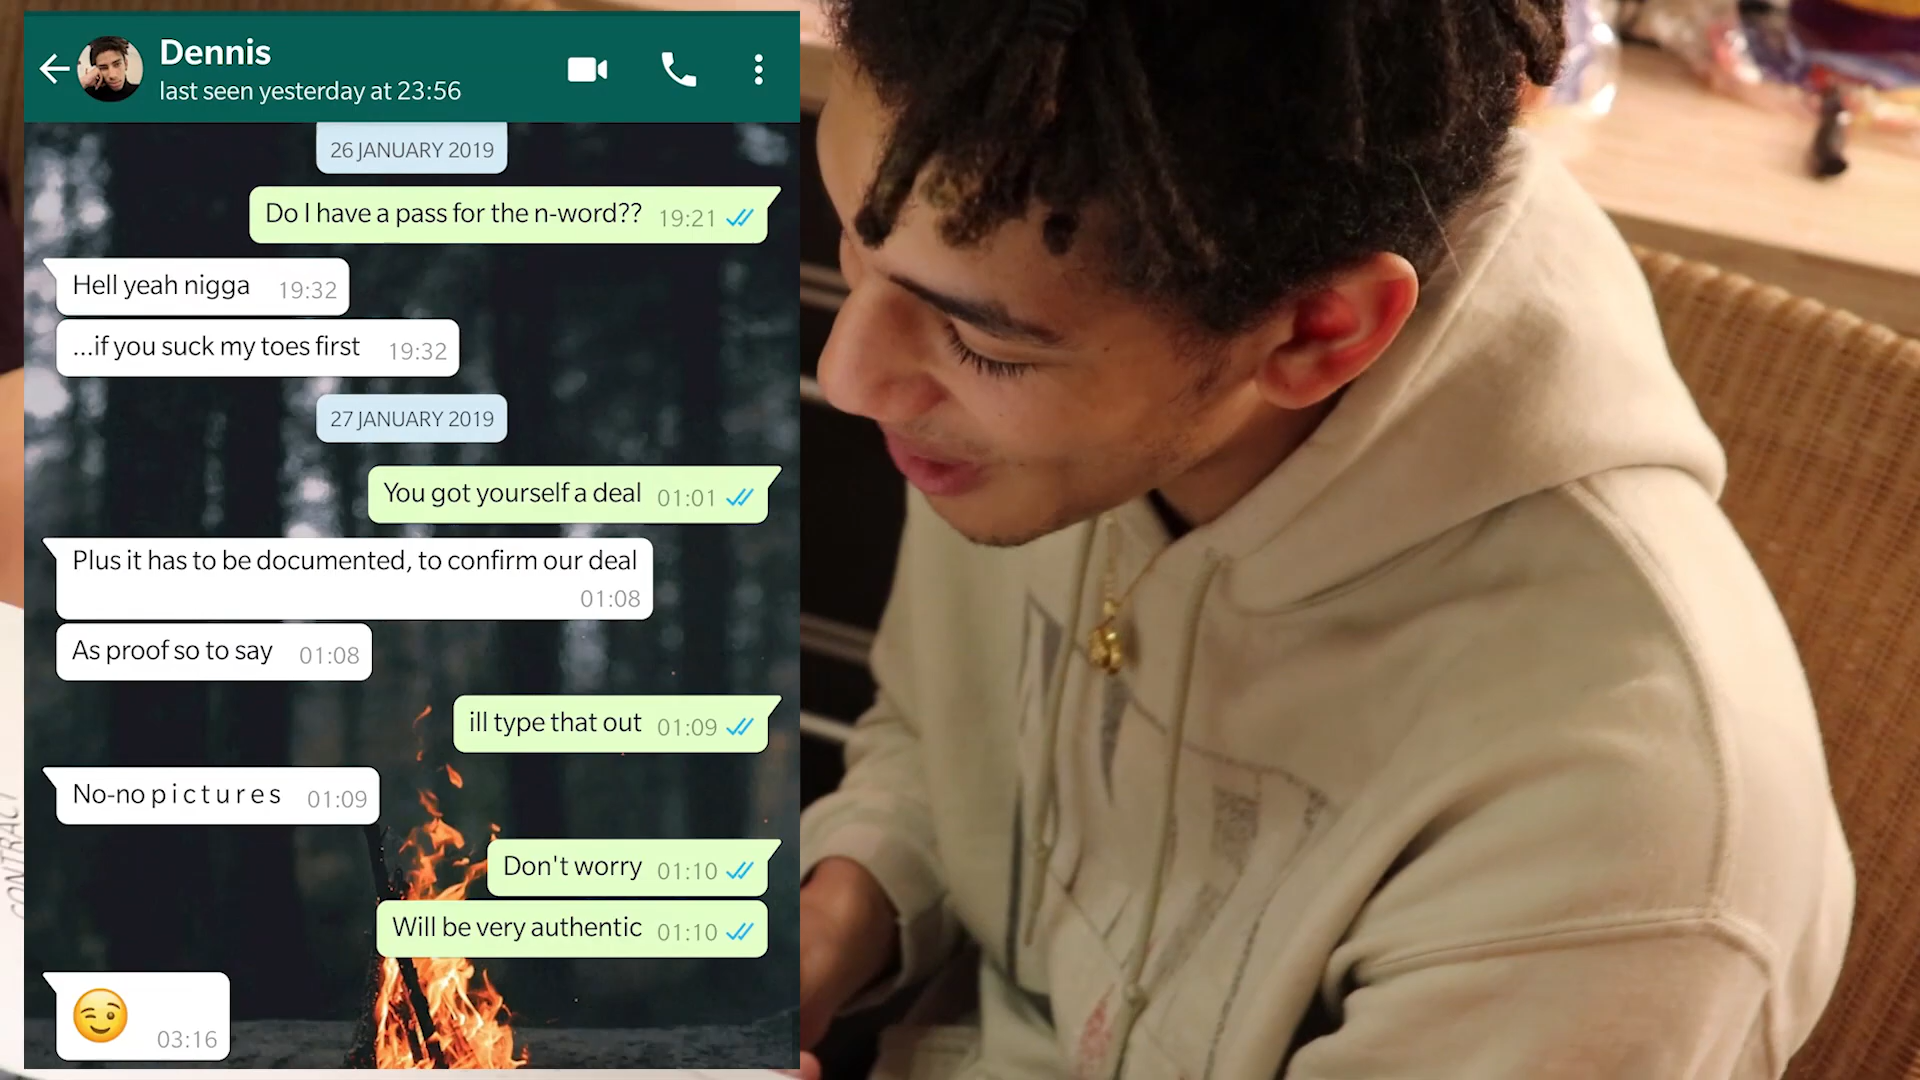 Dennis
last seen yesterday at 23:56
26 JANUARY 2019
Do I have a pass for the n-word?? 19:21
Hell yeah nigga 19:32
...if you suck my toes first 19:32
27 JANUARY 2019
You got yourself a deal 01:01
Plus it has to be documented, to confirm our deal
01:08
As proof so to say 01:08
ill type that out 01:09
No-no p i c t u r e s 01:09
Don't worry 01:10
Will be very authentic 01:10
03:16
CONTRACT